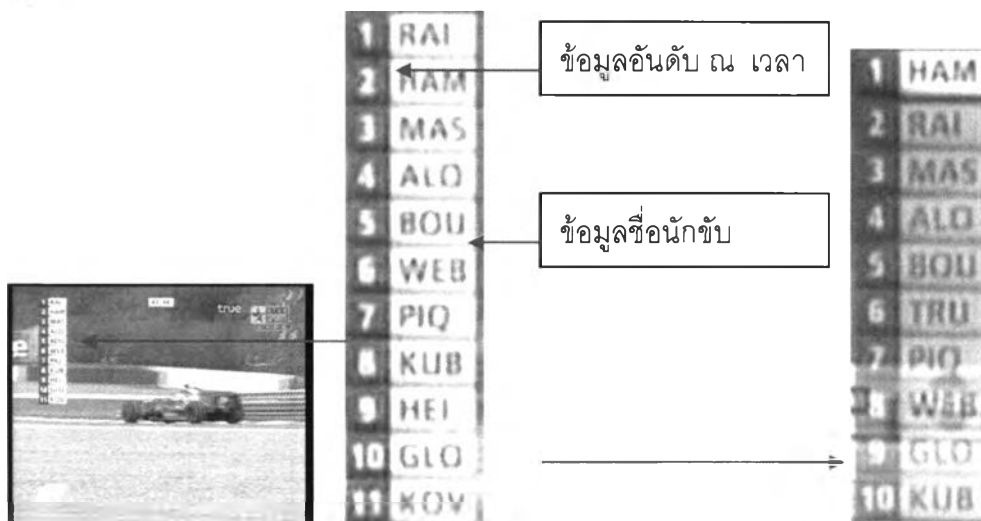 1 RAI
2 HAM
3 MAS
4 ALO
5 BOU
6 WEB
7 PIQ
8 KUB
9 HEI
10 GLO
11 KOV
ข้อมูลอันดับ ณ เวลา
ข้อมูลชื่อนักขับ
true
1 HAM
2 RAI
3 MAS
4 ALO
5 BOU
6 TRU
7 PIQ
8 WEB
9 GLO
10 KUB